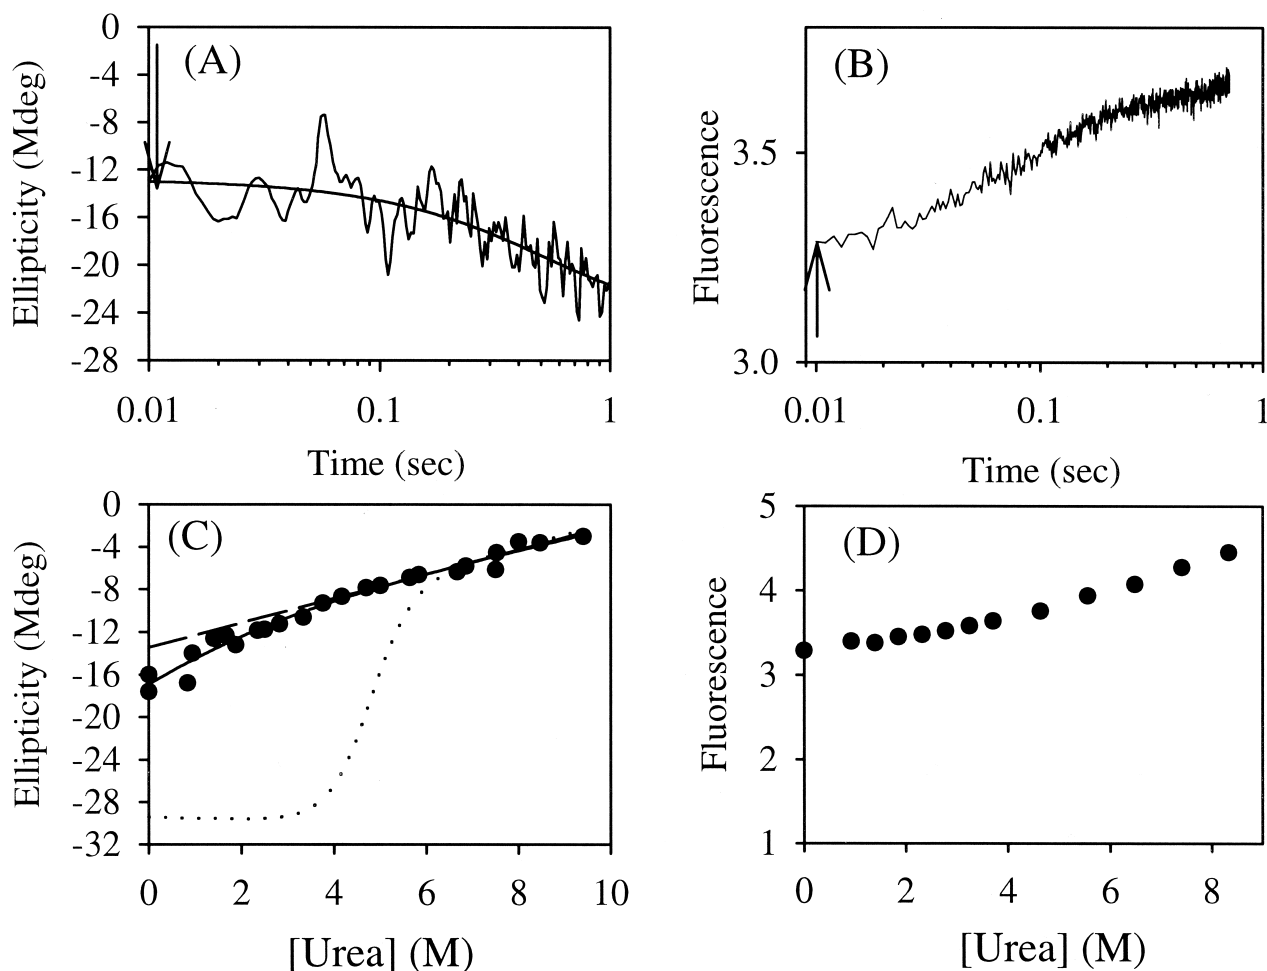 (A)
Ellipticity (Mdeg)
0
-4
-8
-12
-16
-20
-24
-28
0.01 0.1 1
Time (sec)
(B)
Fluorescence
3.5
3.0
0.01 0.1 1
Time (sec)
(C)
Ellipticity (Mdeg)
0
-4
-8
-12
-16
-20
-24
-28
-32
0 2 4 6 8 10
[Urea] (M)
(D)
Fluorescence
5
4
3
2
1
0 2 4 6 8
[Urea] (M)